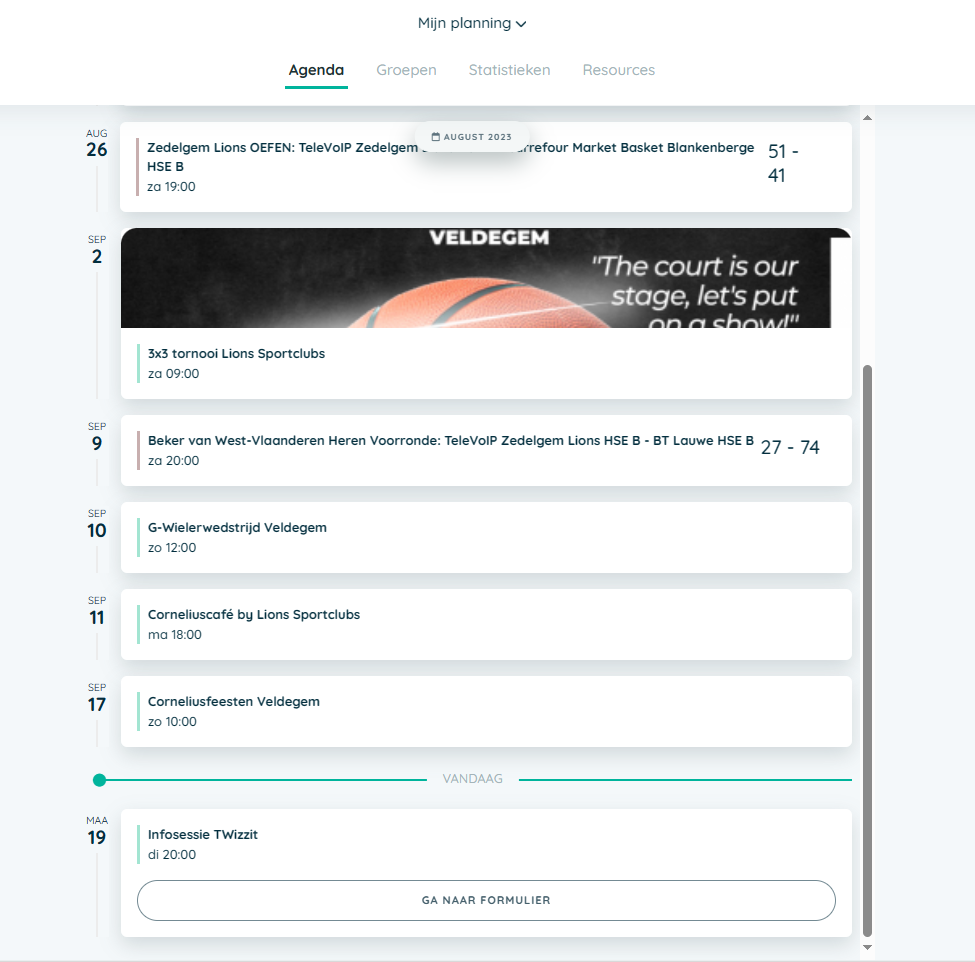 Mijn planning
Agenda Groepen Statistieken Resources
AUGUST 2023
AUG
26
Zedelgem Lions OEFEN: TeleVoIP Zedelgem Market Basket Blankenberge
HSE B
za 19:00
51 -
41
SEP
2
VELDEGEM
"The court is our
stage, let's put
on a show!"
3x3 tornooi Lions Sportclubs
za 09:00
SEP
9
Beker van West-Vlaanderen Heren Voorronde: TeleVoIP Zedelgem Lions HSE B - BT Lauwe HSE B
za 20:00
27 - 74
SEP
10
G-Wielerwedstrijd Veldegem
zo 12:00
SEP
11
Corneliuscafé by Lions Sportclubs
ma 18:00
SEP
17
Corneliusfeesten Veldegem
zo 10:00
VANDAAG
MAA
19
Infosessie TWizzit
di 20:00
GA NAAR FORMULIER